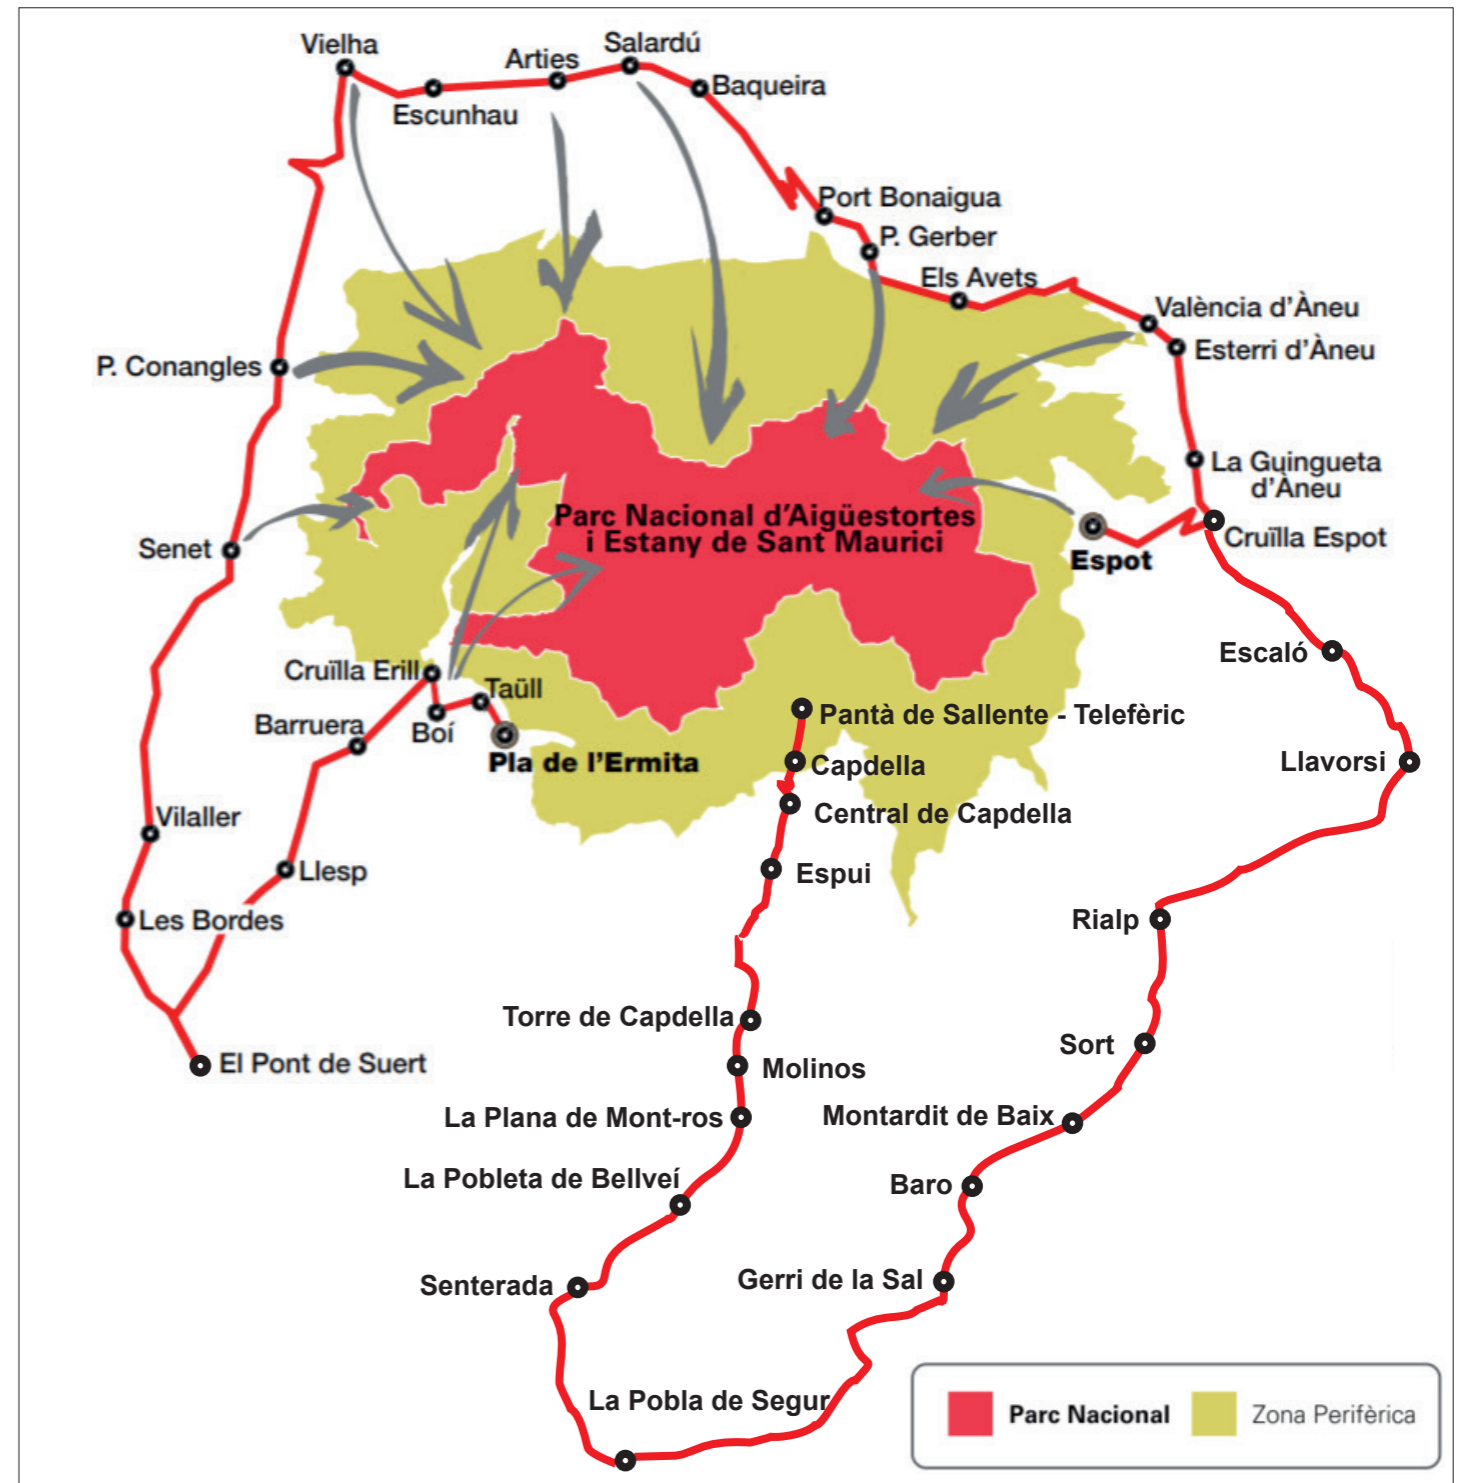 Vielha
Arties
Salardú
Escunhau
Baqueira
Port Bonaigua
P. Gerber
Els Avets
València d'Àneu
Esterri d'Àneu
P. Conangles
La Guingueta
d'Àneu
Parc Nacional d'Aigüestortes
i Estany de Sant Maurici
Cruïlla Espot
Senet
Espot
Escaló
Cruïlla Erill
Taüll
Barruera
Boí
Pla de l'Ermita
Pantà de Sallente - Telefèric
Capdella
Llavorsi
Central de Capdella
Vilaller
Llesp
Espui
Les Bordes
Rialp
Torre de Capdella
Sort
El Pont de Suert
Molinos
La Plana de Mont-ros
Montardit de Baix
La Pobleta de Bellveí
Baro
Senterada
Gerri de la Sal
La Pobla de Segur
Parc Nacional
Zona Perifèrica